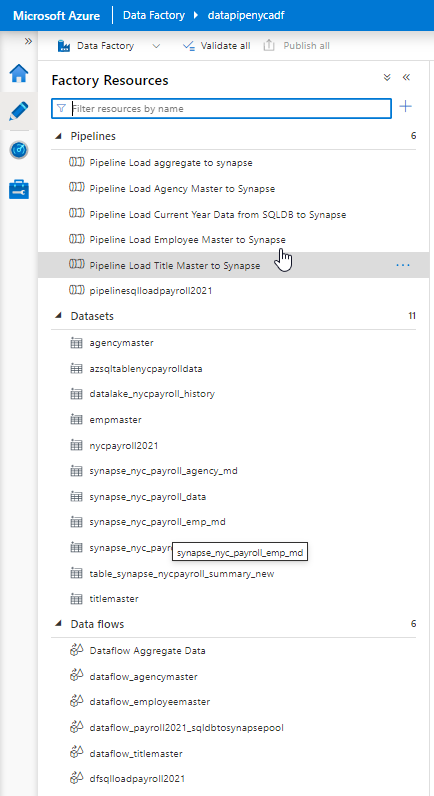 Microsoft Azure Data Factory datapipenycadf
Data Factory Validate all Publish all
Factory Resources
Filter resources by name
Pipelines 6
Pipeline Load aggregate to synapse
Pipeline Load Agency Master to Synapse
Pipeline Load Current Year Data from SQLDB to Synapse
Pipeline Load Employee Master to Synapse
Pipeline Load Title Master to Synapse
pipelinesqlloadpayroll2021
Datasets 11
agencymaster
azsqltablenycpayrolldata
datalake_nycpayroll_history
empmaster
nycpayroll2021
synapse_nyc_payroll_agency_md
synapse_nyc_payroll_data
synapse_nyc_payroll_emp_md
synapse_nyc_payr
synapse_nyc_payroll_emp_md
table_synapse_nycpayroll_summary_new
titlemaster
Data flows 6
Dataflow Aggregate Data
dataflow_agencymaster
dataflow_employeemaster
dataflow_payroll2021_sqldbtosynapsepool
dataflow_titlemaster
dfsqlloadpayroll2021